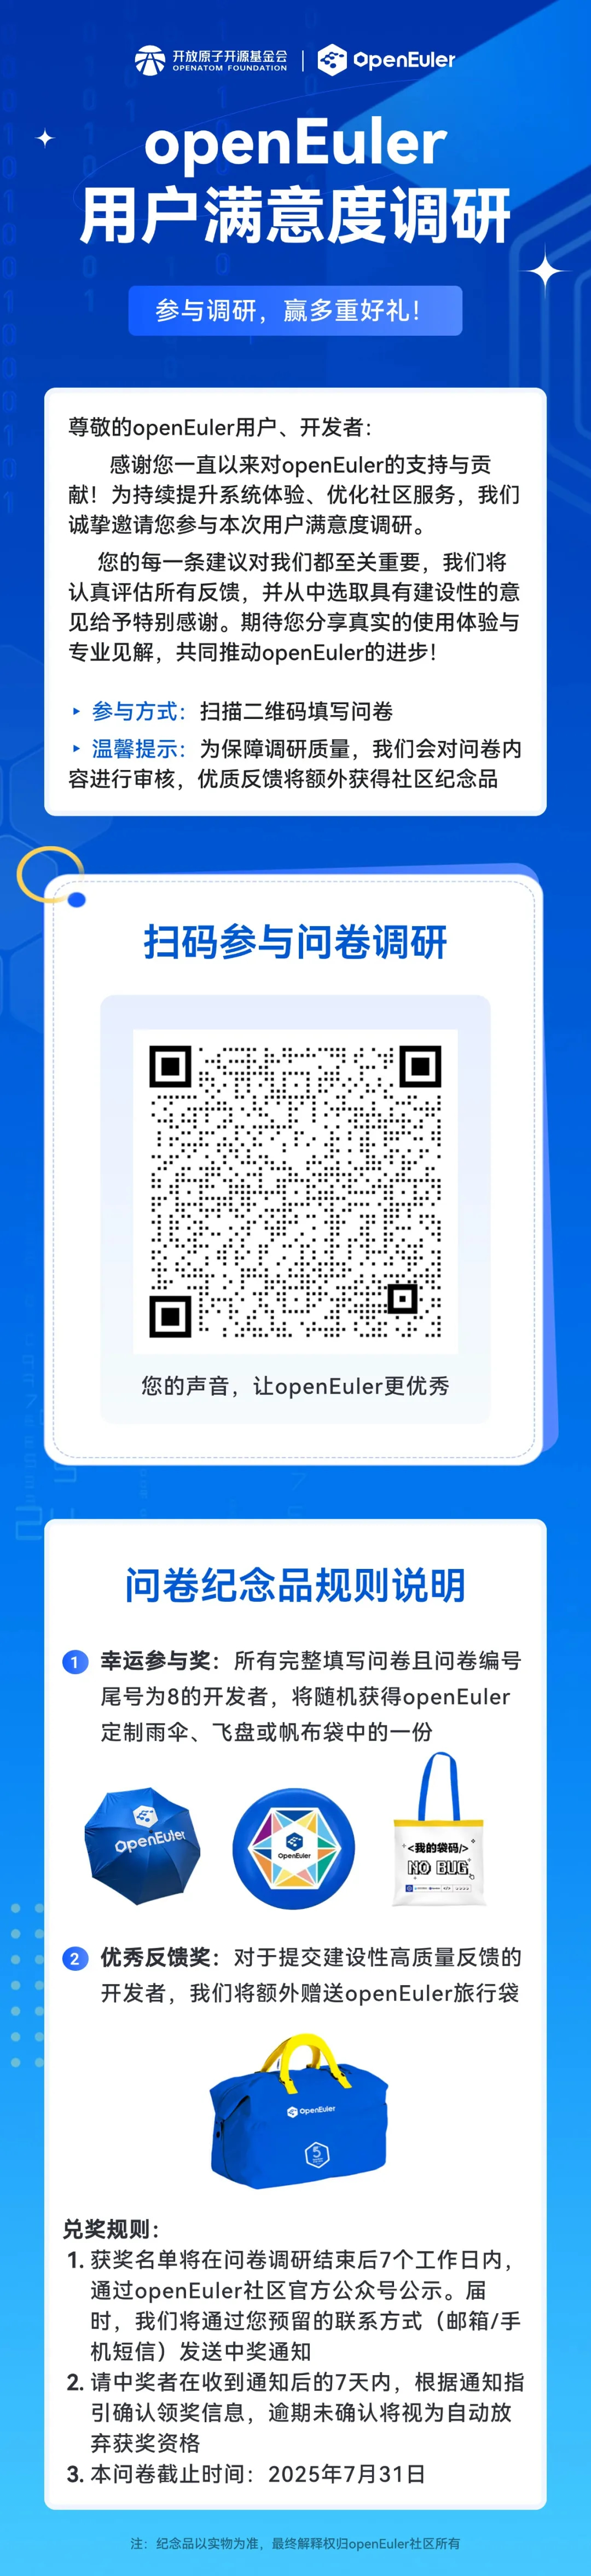 开放原子开源基金会
OPENATOM FOUNDATION
OpenEuler
openEuler
用户满意度调研
参与调研，赢多重好礼！
尊敬的openEuler用户、开发者：
感谢您一直以来对openEuler的支持与贡
献！为持续提升系统体验、优化社区服务，我们
诚挚邀请您参与本次用户满意度调研。
您的每一条建议对我们都至关重要，我们将
认真评估所有反馈，并从中选取具有建设性的意
见给予特别感谢。期待您分享真实的使用体验与
专业见解，共同推动openEuler的进步！
参与方式：扫描二维码填写问卷
温馨提示：为保障调研质量，我们会对问卷内
容进行审核，优质反馈将额外获得社区纪念品
扫码参与问卷调研
您的声音，让openEuler更优秀
问卷纪念品规则说明
1 幸运参与奖：所有完整填写问卷且问卷编号
尾号为8的开发者，将随机获得openEuler
定制雨伞、飞盘或帆布袋中的一份
OpenEuler
OpenEuler
<我的袋码/>
NO BUG
2 优秀反馈奖：对于提交建设性高质量反馈的
开发者，我们将额外赠送openEuler旅行袋
OpenEuler
5
兑奖规则：
1. 获奖名单将在问卷调研结束后7个工作日内，
通过openEuler社区官方公众号公示。届
时，我们将通过您预留的联系方式（邮箱/手
机短信）发送中奖通知
2. 请中奖者在收到通知后的7天内，根据通知指
引确认领奖信息，逾期未确认将视为自动放
弃获奖资格
3. 本问卷截止时间：2025年7月31日
注：纪念品以实物为准，最终解释权归openEuler社区所有